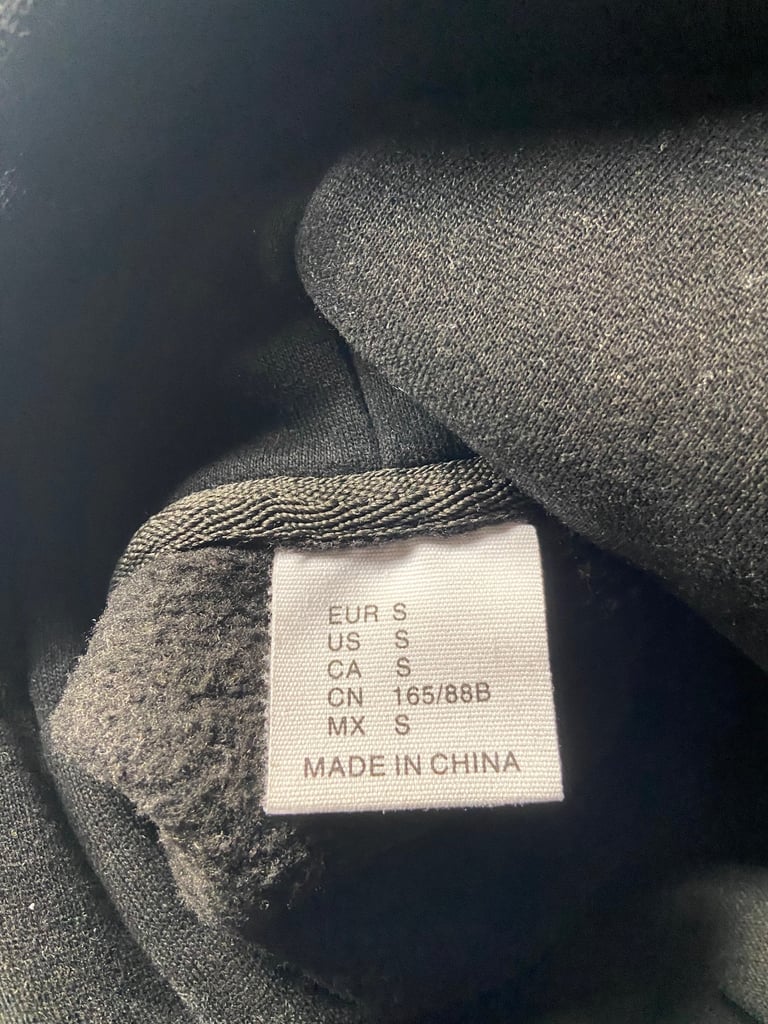 EUR S
US S
CA S
CN 165/88B
MX S
MADE IN CHINA